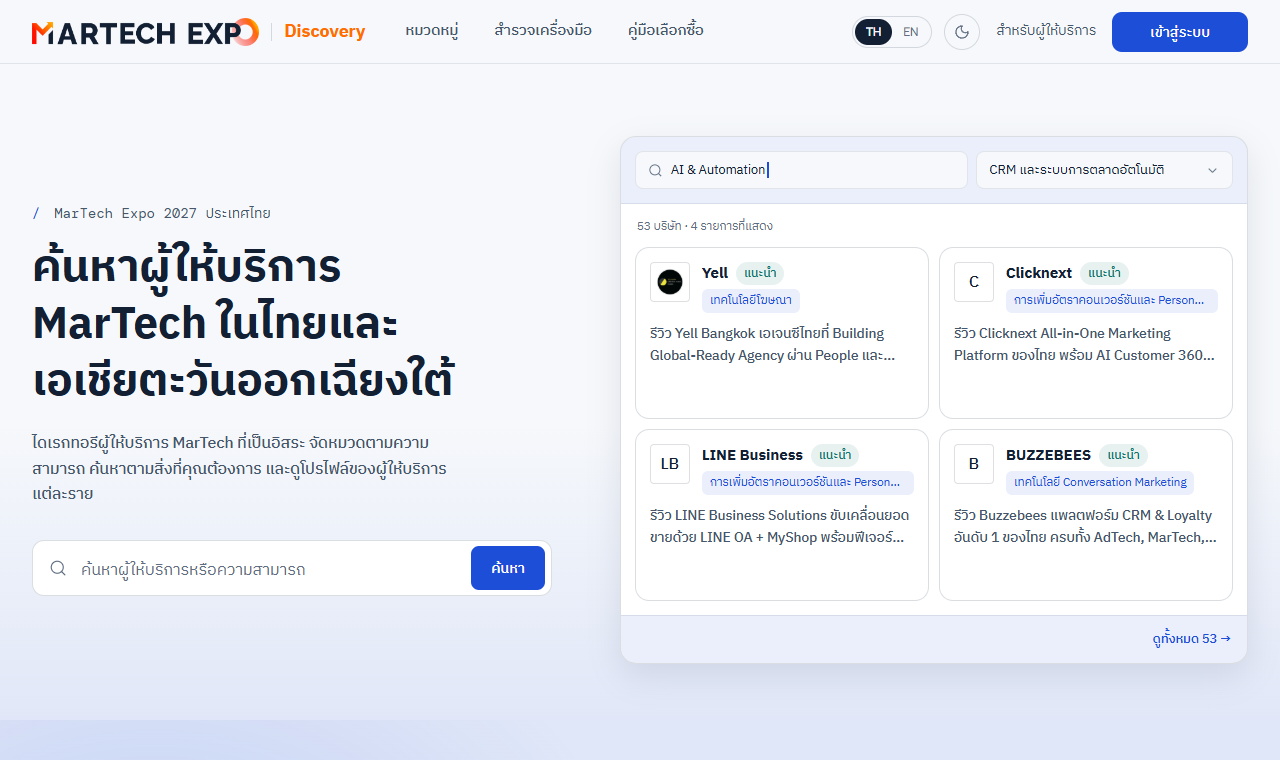 MARTECH EXPO
Discovery
หมวดหมู่
สำรวจเครื่องมือ
คู่มือเลือกซื้อ
TH
EN
สำหรับผู้ให้บริการ
เข้าสู่ระบบ
/ MarTech Expo 2027 ประเทศไทย
ค้นหาผู้ให้บริการ
MarTech ในไทยและ
เอเชียตะวันออกเฉียงใต้
ไดเรกทอรีผู้ให้บริการ MarTech ที่เป็นอิสระ จัดหมวดตามความ
สามารถ ค้นหาตามสิ่งที่คุณต้องการ และดูโปรไฟล์ของผู้ให้บริการ
แต่ละราย
ค้นหาผู้ให้บริการหรือความสามารถ
ค้นหา
AI & Automation
CRM และระบบการตลาดอัตโนมัติ
53 บริษัท · 4 รายการที่แสดง
Yell
แนะนำ
เทคโนโลยีโฆษณา
รีวิว Yell Bangkok เอเจนซีไทยที่ Building
Global-Ready Agency ผ่าน People และ...
C
Clicknext
แนะนำ
การเพิ่มอัตราคอนเวอร์ชันและ Person...
รีวิว Clicknext All-in-One Marketing
Platform ของไทย พร้อม AI Customer 360...
LB
LINE Business
แนะนำ
การเพิ่มอัตราคอนเวอร์ชันและ Person...
รีวิว LINE Business Solutions ขับเคลื่อนยอด
ขายด้วย LINE OA + MyShop พร้อมฟีเจอร์...
B
BUZZEBEES
แนะนำ
เทคโนโลยี Conversation Marketing
รีวิว Buzzebees แพลตฟอร์ม CRM & Loyalty
อันดับ 1 ของไทย ครบทั้ง AdTech, MarTech,...
ดูทั้งหมด 53 →